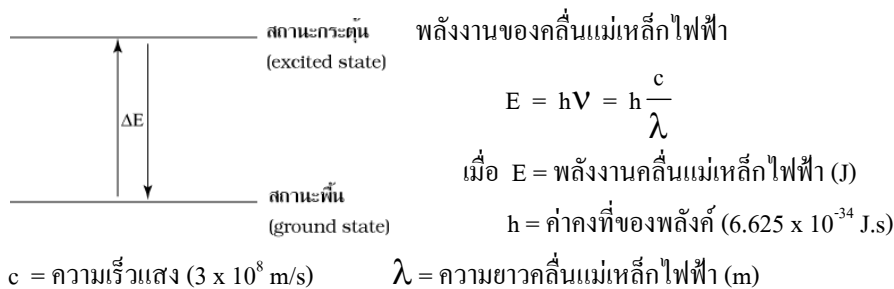 สถานะกระตุ้น
(excited state)
ΔE
สถานะพื้น
(ground state)
พลังงานของคลื่นแม่เหล็กไฟฟ้า
E = hν = h c/λ
เมื่อ E = พลังงานคลื่นแม่เหล็กไฟฟ้า (J)
h = ค่าคงที่ของพลังค์ (6.625 x 10⁻³⁴ J.s)
c = ความเร็วแสง (3 x 10⁸ m/s) λ = ความยาวคลื่นแม่เหล็กไฟฟ้า (m)